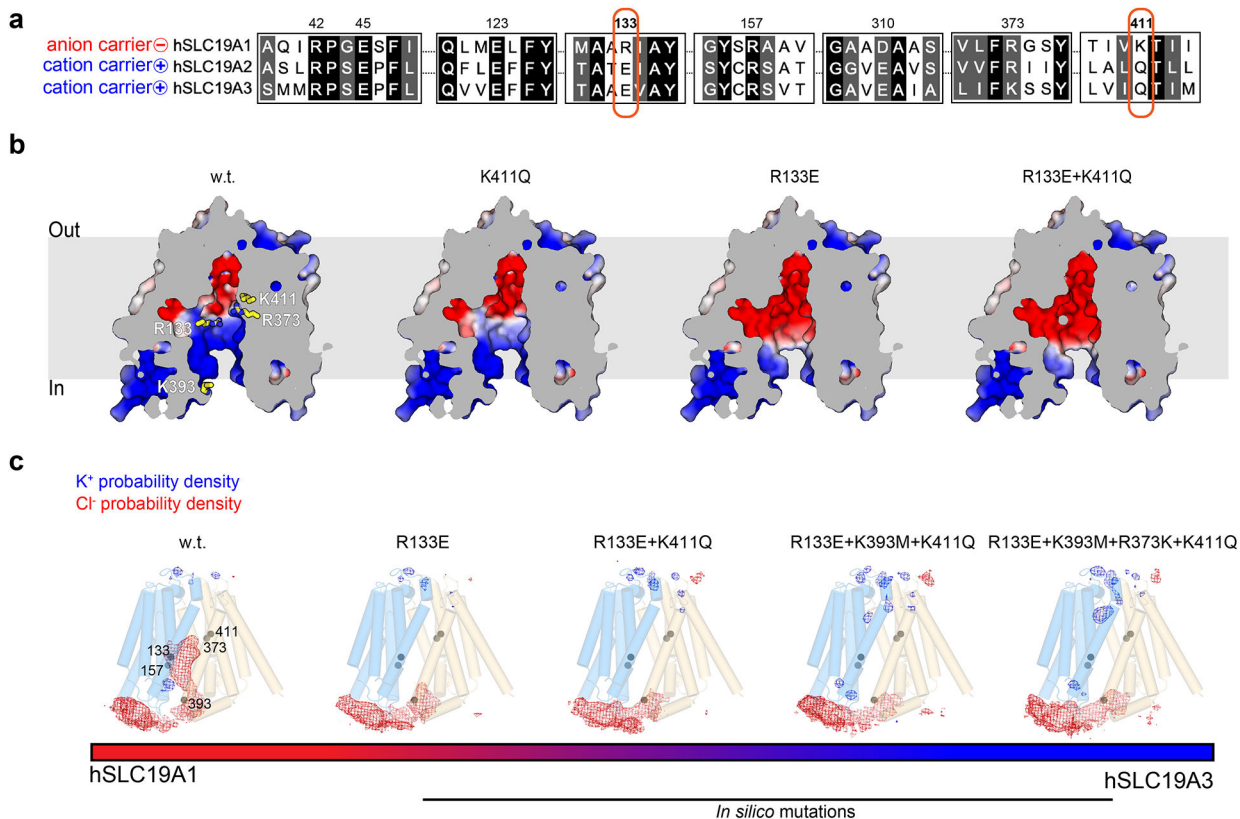 a
42 45 123 133 157 310 373 411
anion carrier⊖ hSLC19A1 AQIRPGESFI QLMELFY MAARIAY GYSRAAV GAADAAS VLFRGSY TIVKTII
cation carrier⊕ hSLC19A2 ASLRPSEPFL QFLEFFY TATEIAY SYCRSAT GGVEAVS VVFRIIY LALQTLL
cation carrier⊕ hSLC19A3 SMMRPSEPFL QVVEFFY TAAEVAY GYCRSVT GAVEAIA LIFKSSY LVIQTIM
b
w.t. K411Q R133E R133E+K411Q
Out
K411
R373
R133
K393
In
c
K⁺ probability density
Cl⁻ probability density
w.t. R133E R133E+K411Q R133E+K393M+K411Q R133E+K393M+R373K+K411Q
411
373
133
157
393
hSLC19A1 hSLC19A3
In silico mutations